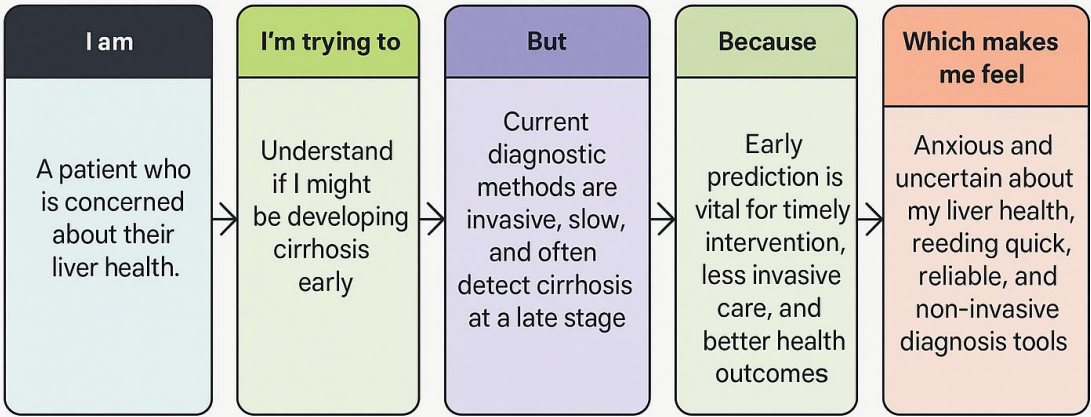 I am
A patient who
is concerned
about their
liver health.
I'm trying to
Understand
if I might
be developing
cirrhosis
early
But
Current
diagnostic
methods are
invasive, slow,
and often
detect cirrhosis
at a late stage
Because
Early
prediction is
vital for timely
intervention,
less invasive
care, and
better health
outcomes
Which makes
me feel
Anxious and
uncertain about
my liver health,
reeding quick,
reliable, and
non-invasive
diagnosis tools